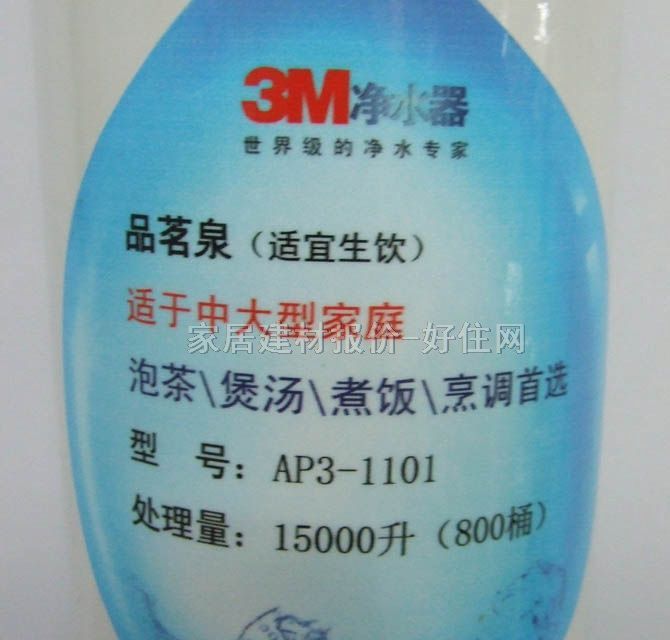 3M净水器
世界级的净水专家
品茗泉（适宜生饮）
适于中大型家庭
家居建材报价-好住网
泡茶\煲汤\煮饭\烹调首选
型 号：AP3-1101
处理量：15000升（800桶）